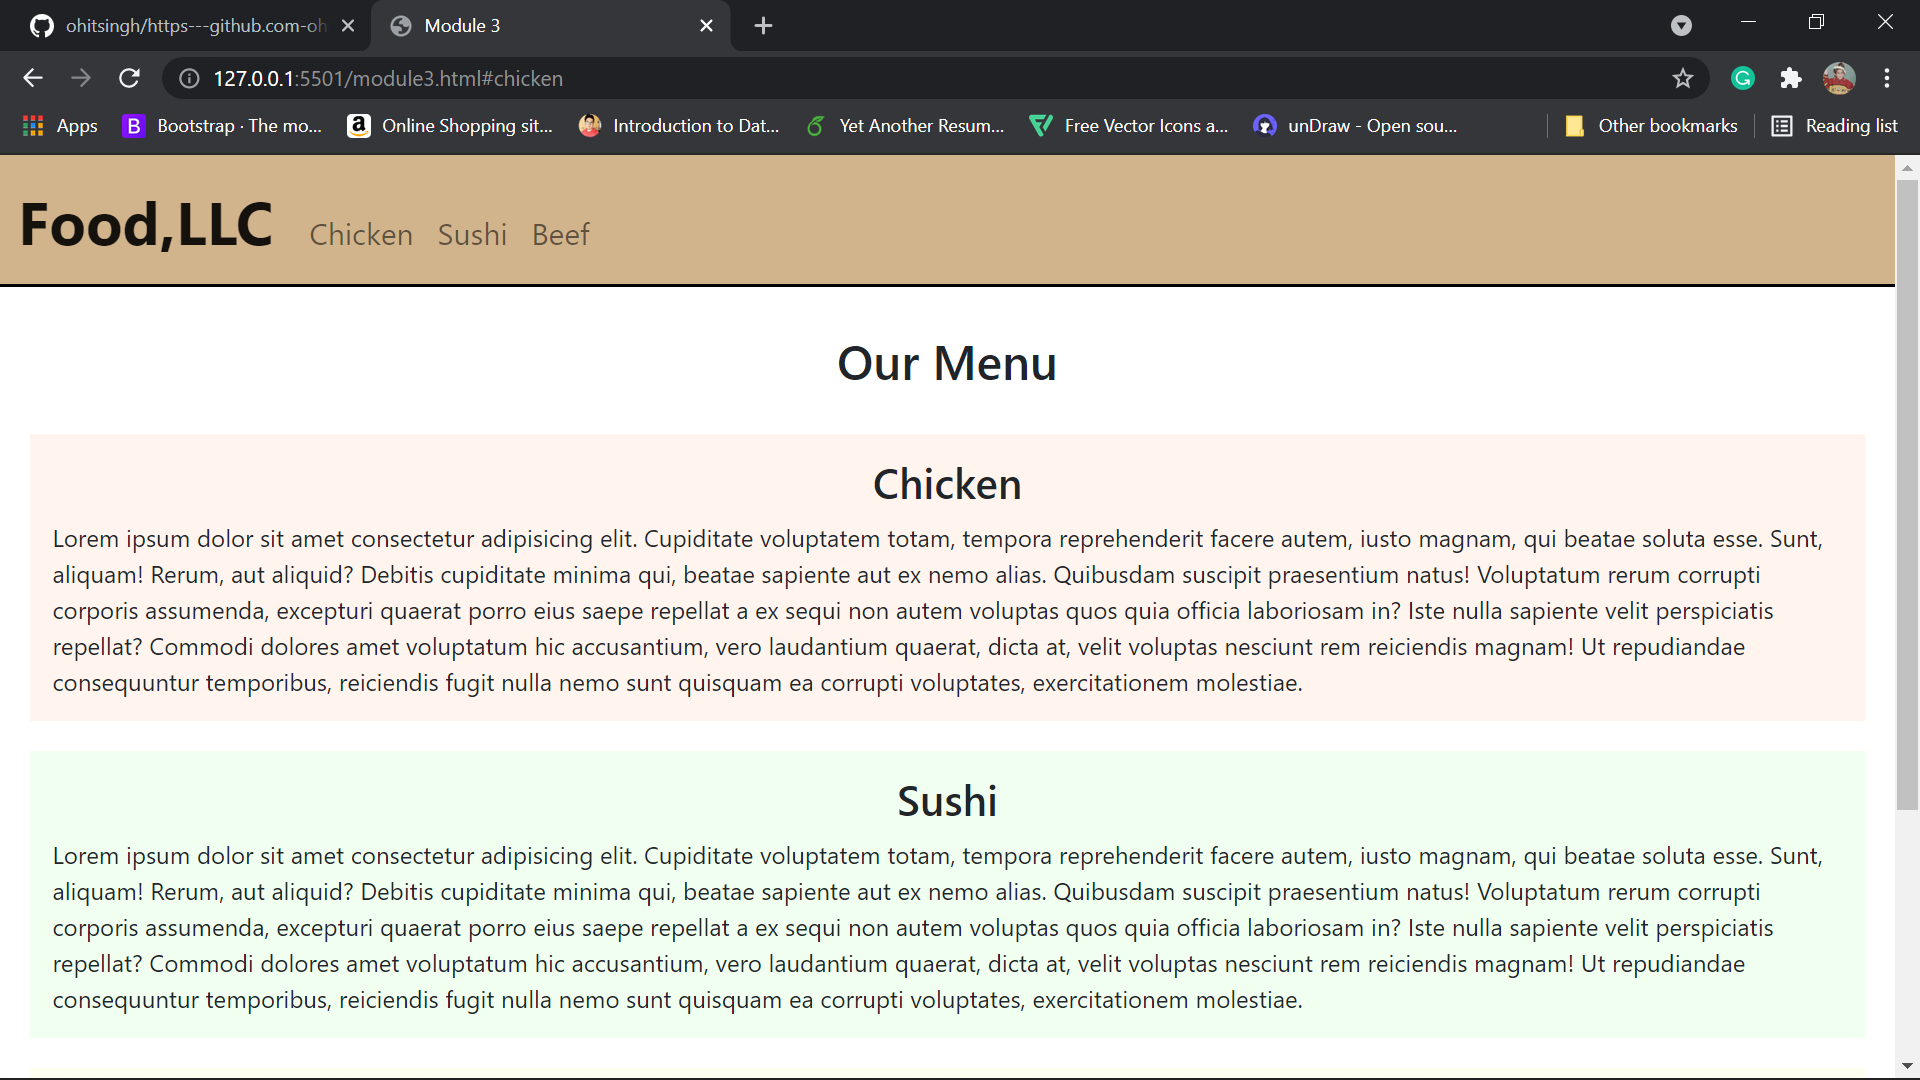 ohitsingh/https---github.com-oh
Module 3
127.0.0.1:5501/module3.html#chicken
Apps
Bootstrap · The mo...
Online Shopping sit...
Introduction to Dat...
Yet Another Resum...
Free Vector Icons a...
unDraw - Open sou...
Other bookmarks
Reading list
Food,LLC
Chicken Sushi Beef
Our Menu
Chicken
Lorem ipsum dolor sit amet consectetur adipisicing elit. Cupiditate voluptatem totam, tempora reprehenderit facere autem, iusto magnam, qui beatae soluta esse. Sunt,
aliquam! Rerum, aut aliquid? Debitis cupiditate minima qui, beatae sapiente aut ex nemo alias. Quibusdam suscipit praesentium natus! Voluptatum rerum corrupti
corporis assumenda, excepturi quaerat porro eius saepe repellat a ex sequi non autem voluptas quos quia officia laboriosam in? Iste nulla sapiente velit perspiciatis
repellat? Commodi dolores amet voluptatum hic accusantium, vero laudantium quaerat, dicta at, velit voluptas nesciunt rem reiciendis magnam! Ut repudiandae
consequuntur temporibus, reiciendis fugit nulla nemo sunt quisquam ea corrupti voluptates, exercitationem molestiae.
Sushi
Lorem ipsum dolor sit amet consectetur adipisicing elit. Cupiditate voluptatem totam, tempora reprehenderit facere autem, iusto magnam, qui beatae soluta esse. Sunt,
aliquam! Rerum, aut aliquid? Debitis cupiditate minima qui, beatae sapiente aut ex nemo alias. Quibusdam suscipit praesentium natus! Voluptatum rerum corrupti
corporis assumenda, excepturi quaerat porro eius saepe repellat a ex sequi non autem voluptas quos quia officia laboriosam in? Iste nulla sapiente velit perspiciatis
repellat? Commodi dolores amet voluptatum hic accusantium, vero laudantium quaerat, dicta at, velit voluptas nesciunt rem reiciendis magnam! Ut repudiandae
consequuntur temporibus, reiciendis fugit nulla nemo sunt quisquam ea corrupti voluptates, exercitationem molestiae.